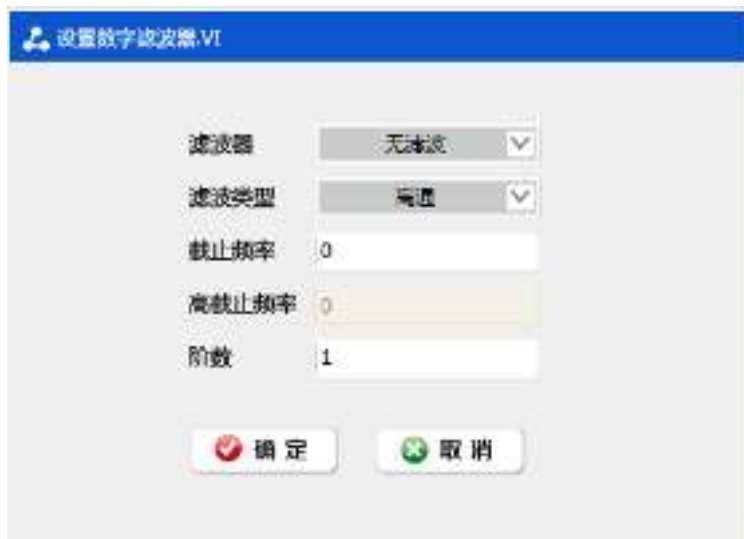 设置数字滤波器.VI
滤波器 无滤波
滤波类型 高通
截止频率 0
高截止频率 0
阶数 1
确定 取消